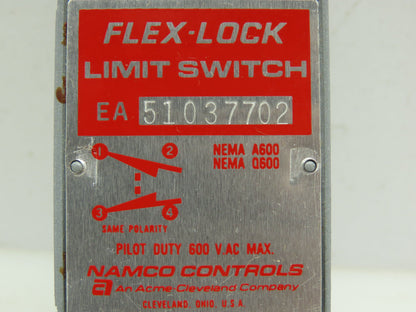 FLEX-LOCK
LIMIT SWITCH
EA 51037702
1 2
NEMA A600
NEMA Q600
3 4
SAME POLARITY
PILOT DUTY 600 V.AC MAX.
NAMCO CONTROLS
a An Acme-Cleveland Company
CLEVELAND, OHIO, U.S.A.